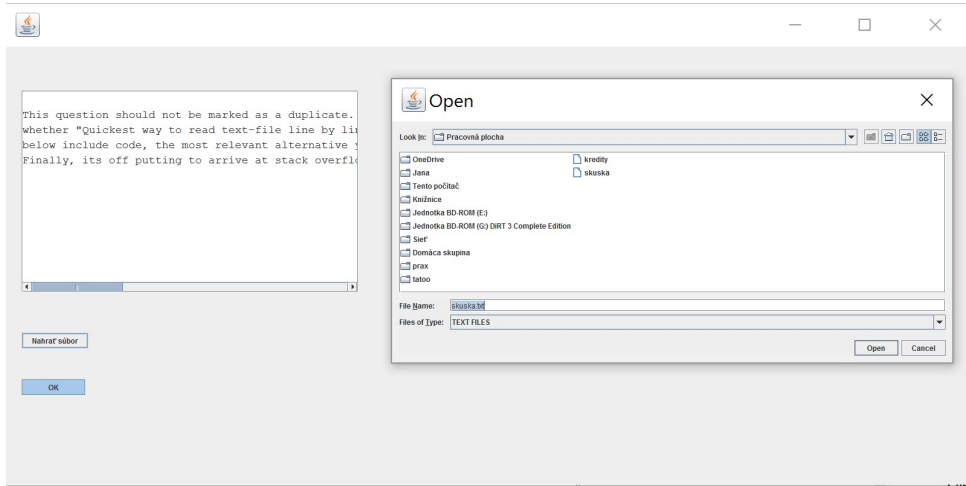 This question should not be marked as a duplicate.
whether "Quickest way to read text-file line by lin
below include code, the most relevant alternative
Finally, its off putting to arrive at stack overflo
Nahrať súbor
OK
Open
Look In: Pracovná plocha
OneDrive
Jana
Tento počítač
Knižnice
Jednotka BD-ROM (E:)
Jednotka BD-ROM (G:) DiRT 3 Complete Edition
Sieť
Domáca skupina
prax
tatoo
kredity
skuska
File Name: skuska.txt
Files of Type: TEXT FILES
Open Cancel